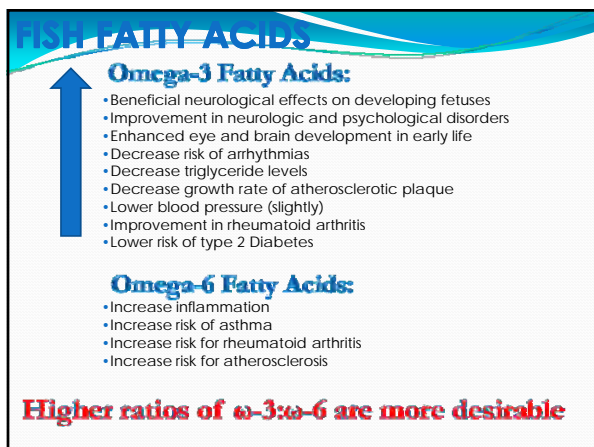 FISH FATTY ACIDS
Omega-3 Fatty Acids:
•Beneficial neurological effects on developing fetuses
•Improvement in neurologic and psychological disorders
•Enhanced eye and brain development in early life
•Decrease risk of arrhythmias
•Decrease triglyceride levels
•Decrease growth rate of atherosclerotic plaque
•Lower blood pressure (slightly)
•Improvement in rheumatoid arthritis
•Lower risk of type 2 Diabetes
Omega-6 Fatty Acids:
•Increase inflammation
•Increase risk of asthma
•Increase risk for rheumatoid arthritis
•Increase risk for atherosclerosis
Higher ratios of ω-3:ω-6 are more desirable